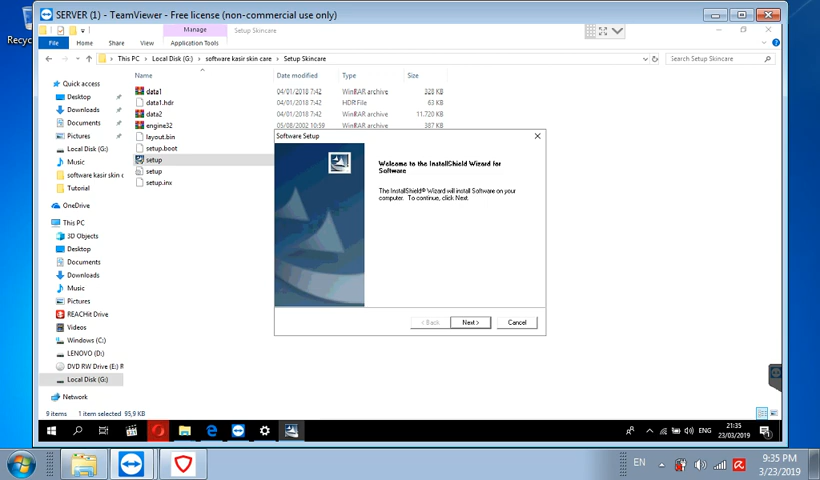 SERVER (1) - TeamViewer - Free license (non-commercial use only)
Manage
Setup Skincare
File
Home
Share
View
Application Tools
This PC
Local Disk (G:)
software kasir skin care
Setup Skincare
Search Setup Skincare
Name
Date modified
Type
Size
Quick access
Desktop
Downloads
Documents
Pictures
Local Disk (G:)
Music
software kasir skin c
Tutorial
OneDrive
This PC
3D Objects
Desktop
Documents
Downloads
Music
Pictures
REACHit Drive
Videos
Windows (C:)
LENOVO (D:)
DVD RW Drive (E:) R
Local Disk (G:)
Network
data1 04/01/2018 7:42 WinRAR archive 328 KB
data1.hdr 04/01/2018 7:42 HDR File 63 KB
data2 04/01/2018 7:42 WinRAR archive 11.720 KB
engine32 05/08/2002 10:59 WinRAR archive 387 KB
layout.bin
setup.boot
setup
setup
setup.inx
Software Setup
Welcome to the InstallShield Wizard for
Software
The InstallShield® Wizard will install Software on your
computer. To continue, click Next.
< Back
Next >
Cancel
9 items
1 item selected 95,9 KB
ENG
21:35
23/03/2019
EN
9:35 PM
3/23/2019